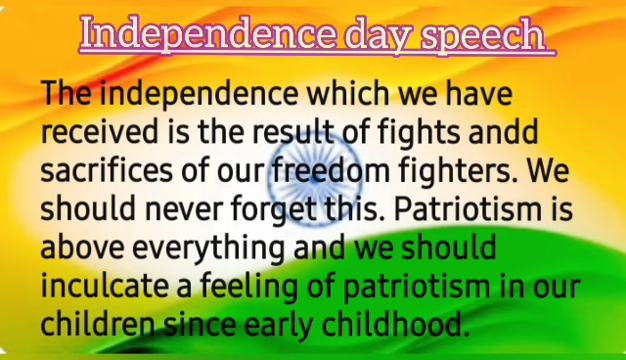 Independence day speech
The independence which we have
received is the result of fights andd
sacrifices of our freedom fighters. We
should never forget this. Patriotism is
above everything and we should
inculcate a feeling of patriotism in our
children since early childhood.